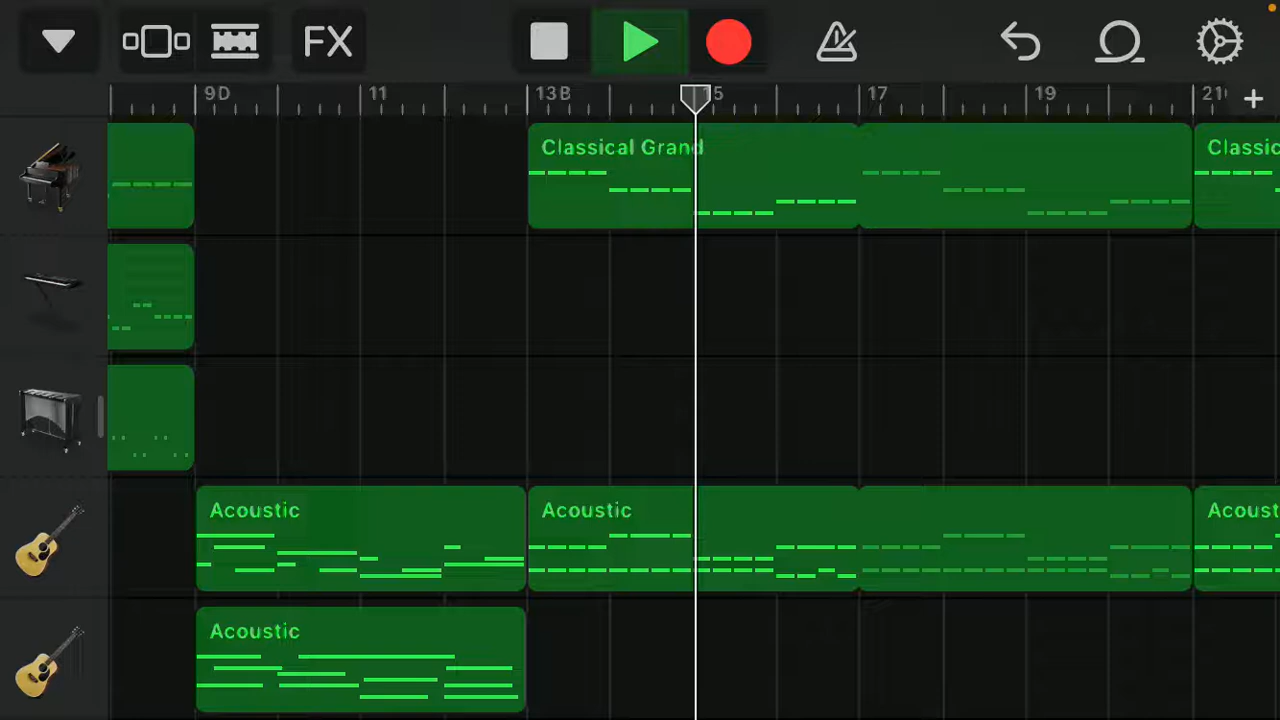 FX
9D 11 13B 15 17 19 21
Classical Grand Classic
Acoustic Acoustic Acoust
Acoustic